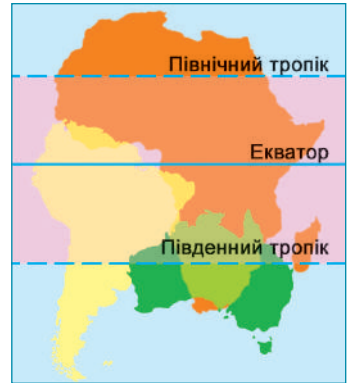 Північний тропік
Екватор
Південний тропік